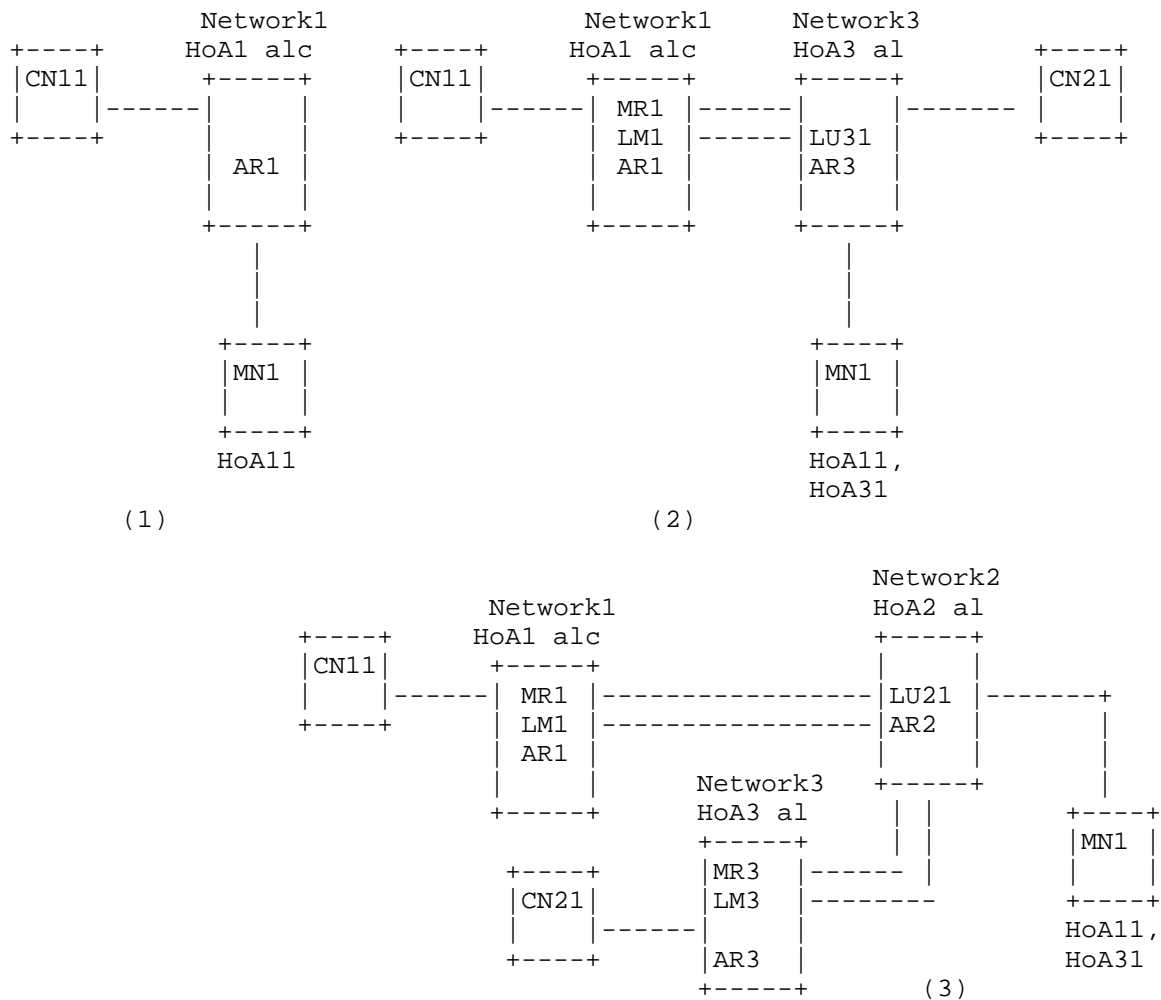 Network1 Network1 Network3
HoA1 alc HoA1 alc HoA3 al
CN11 CN11 CN21
MR1
LM1 LU31
AR1 AR1 AR3
MN1 MN1
HoA11 HoA11,
HoA31
(1) (2)
Network2
Network1 HoA2 al
HoA1 alc
CN11
MR1 LU21
LM1 AR2
AR1
Network3
HoA3 al
MN1
MR3
CN21 LM3
HoA11,
AR3 HoA31
(3)